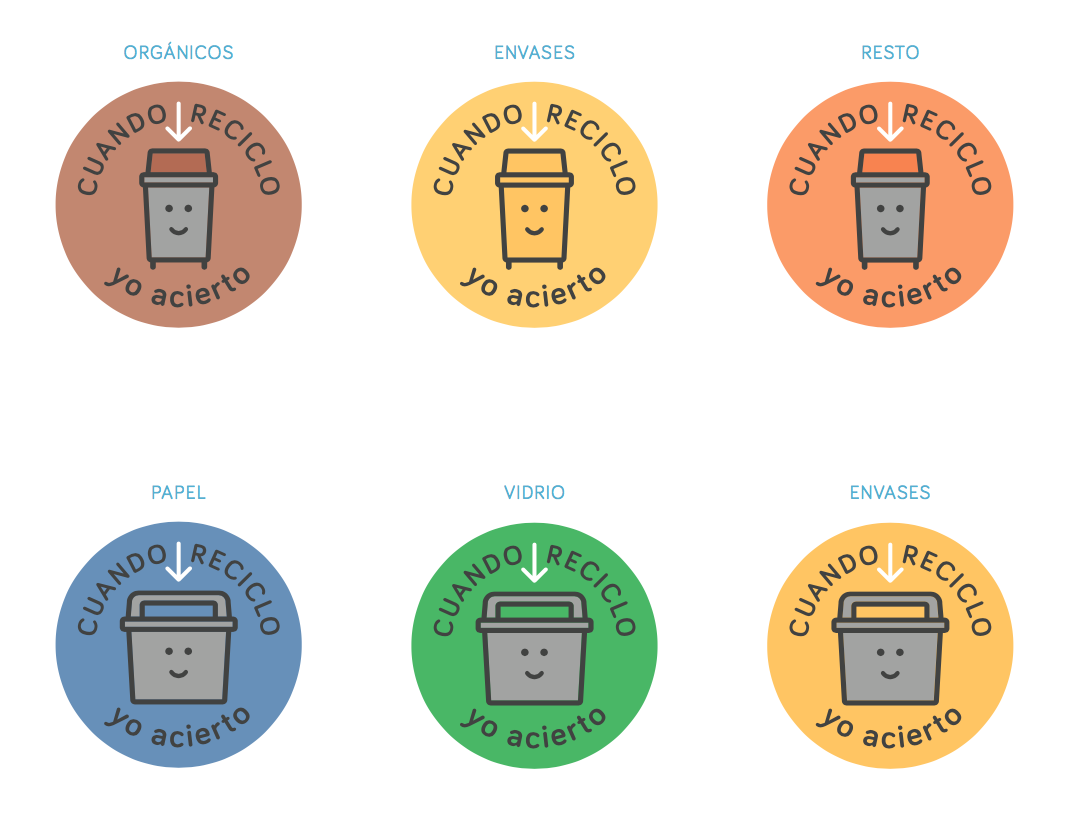 ORGÁNICOS
CUANDO RECICLO
yo acierto
ENVASES
CUANDO RECICLO
yo acierto
RESTO
CUANDO RECICLO
yo acierto
PAPEL
CUANDO RECICLO
yo acierto
VIDRIO
CUANDO RECICLO
yo acierto
ENVASES
CUANDO RECICLO
yo acierto